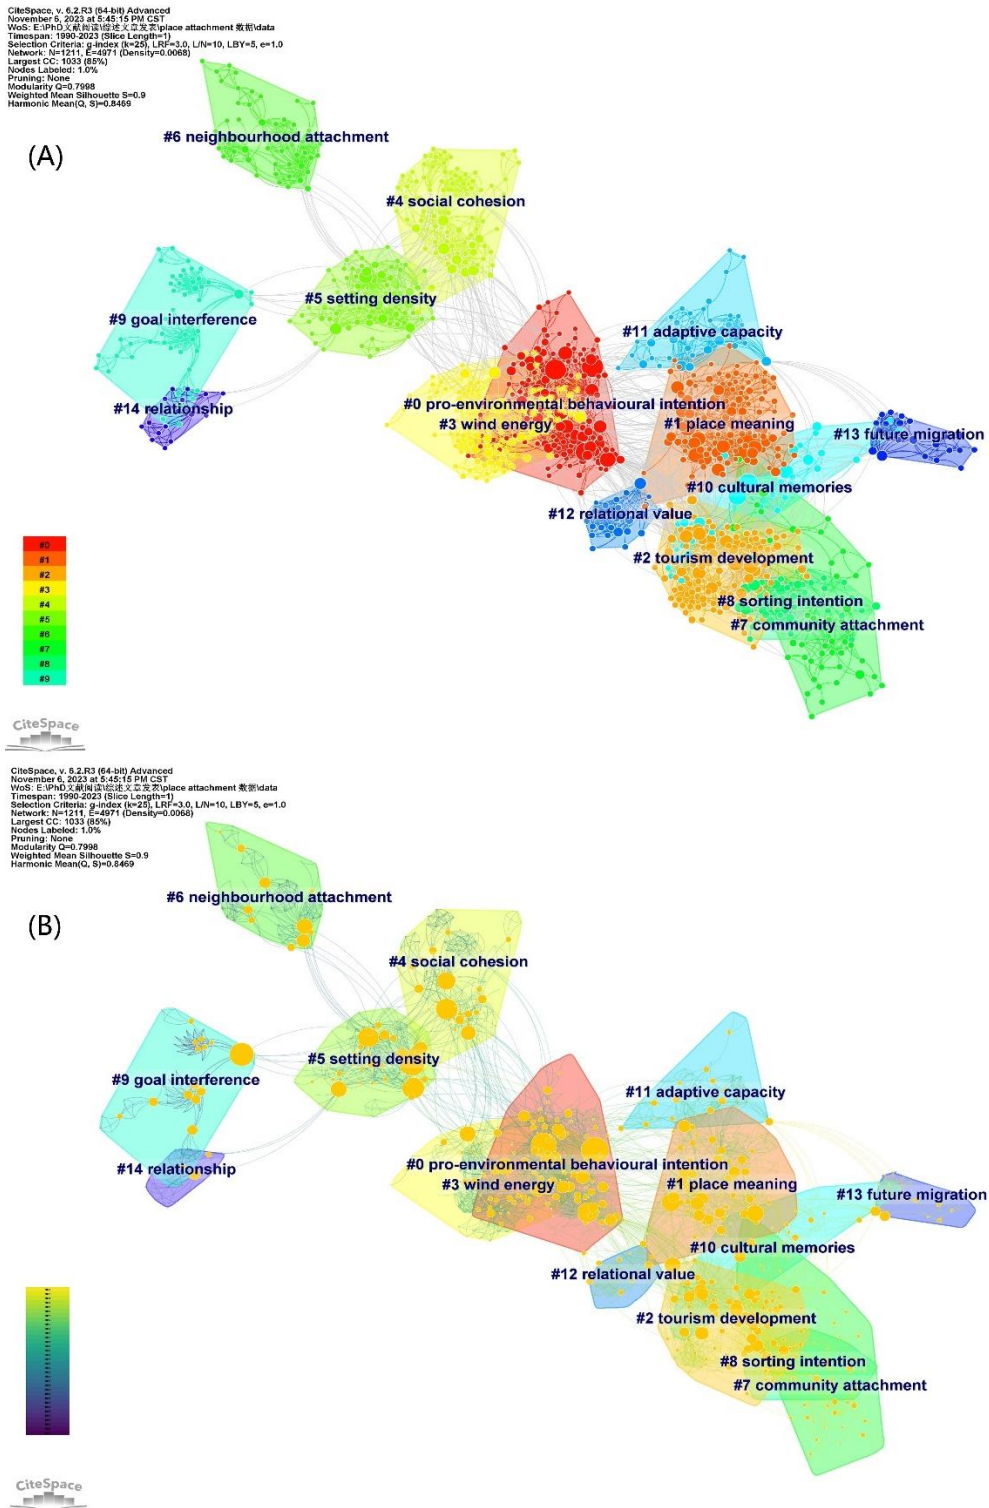 CiteSpace, v. 6.2.R3 (64-bit) Advanced
November 6, 2023 at 5:45:15 PM CST
WoS: E:\PhD文献阅读\综述文章发表\place attachment 数据\data
Timespan: 1990-2023 (Slice Length=1)
Selection Criteria: g-index (k=25), LRF=3.0, L/N=10, LBY=5, e=1.0
Network: N=1211, E=4971 (Density=0.0068)
Largest CC: 1033 (85%)
Nodes Labeled: 1.0%
Pruning: None
Modularity Q=0.7998
Weighted Mean Silhouette S=0.9
Harmonic Mean(Q, S)=0.8469
(A)
#6 neighbourhood attachment
#4 social cohesion
#5 setting density
#9 goal interference
#11 adaptive capacity
#14 relationship
#0 pro-environmental behavioural intention
#3 wind energy
#1 place meaning
#13 future migration
#10 cultural memories
#12 relational value
#2 tourism development
#8 sorting intention
#7 community attachment
#0
#1
#2
#3
#4
#5
#6
#7
#8
#9
CiteSpace
CiteSpace, v. 6.2.R3 (64-bit) Advanced
November 6, 2023 at 5:45:15 PM CST
WoS: E:\PhD文献阅读\综述文章发表\place attachment 数据\data
Timespan: 1990-2023 (Slice Length=1)
Selection Criteria: g-index (k=25), LRF=3.0, L/N=10, LBY=5, e=1.0
Network: N=1211, E=4971 (Density=0.0068)
Largest CC: 1033 (85%)
Nodes Labeled: 1.0%
Pruning: None
Modularity Q=0.7998
Weighted Mean Silhouette S=0.9
Harmonic Mean(Q, S)=0.8469
(B)
#6 neighbourhood attachment
#4 social cohesion
#5 setting density
#9 goal interference
#11 adaptive capacity
#14 relationship
#0 pro-environmental behavioural intention
#3 wind energy
#1 place meaning
#13 future migration
#10 cultural memories
#12 relational value
#2 tourism development
#8 sorting intention
#7 community attachment
CiteSpace